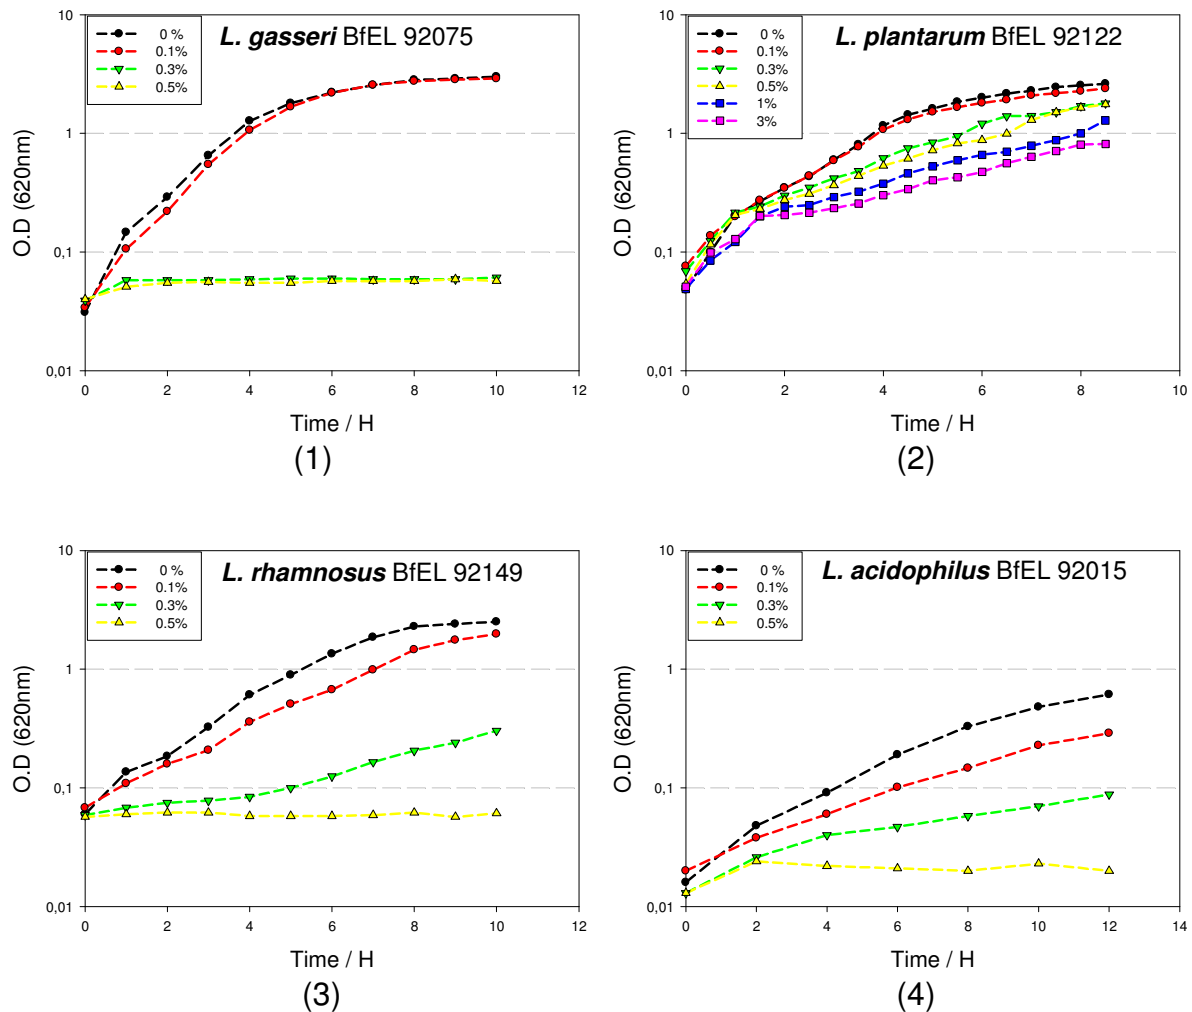 L. gasseri BfEL 92075
0 %
0.1%
0.3%
0.5%
10
1
0,1
0,01
O.D (620nm)
0 2 4 6 8 10 12
Time / H
(1)
L. plantarum BfEL 92122
0 %
0.1%
0.3%
0.5%
1%
3%
10
1
0,1
0,01
O.D (620nm)
0 2 4 6 8 10
Time / H
(2)
L. rhamnosus BfEL 92149
0 %
0.1%
0.3%
0.5%
10
1
0,1
0,01
O.D (620nm)
0 2 4 6 8 10 12
Time / H
(3)
L. acidophilus BfEL 92015
0 %
0.1%
0.3%
0.5%
10
1
0,1
0,01
O.D (620nm)
0 2 4 6 8 10 12 14
Time / H
(4)